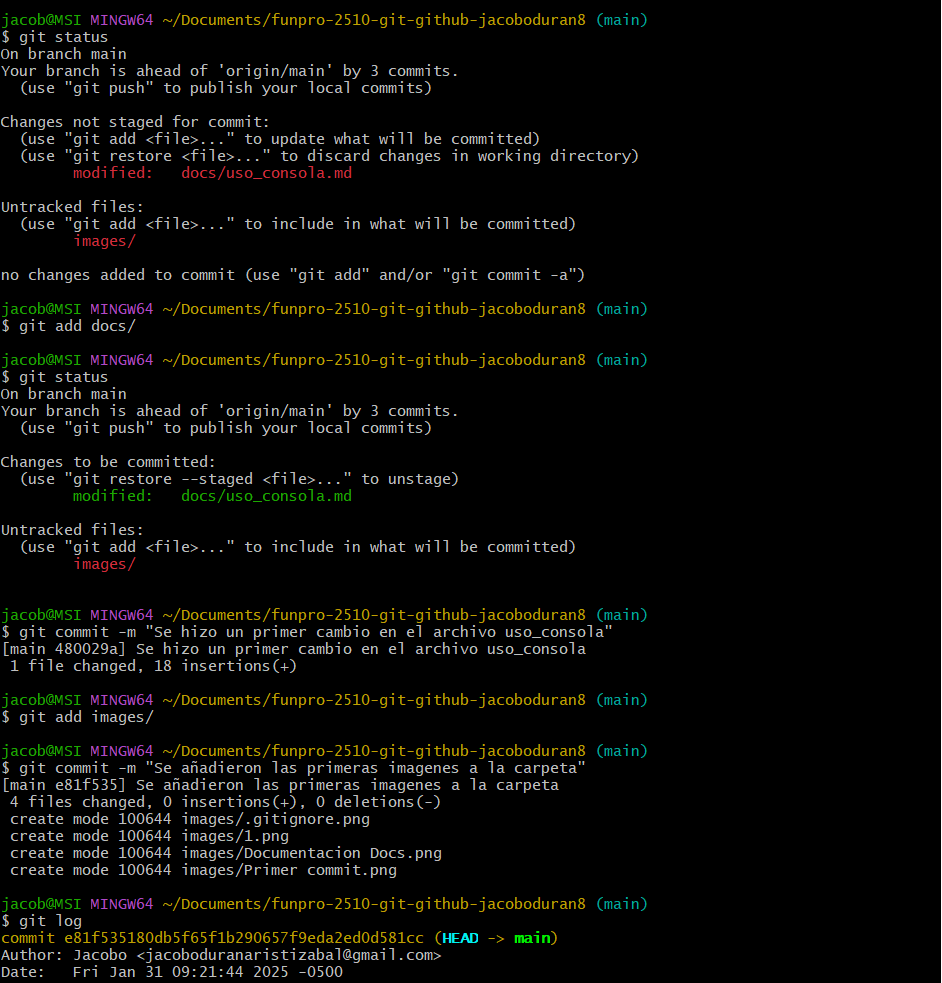 jacob@MSI MINGW64 ~/Documents/funpro-2510-git-github-jacoboduran8 (main)
$ git status
On branch main
Your branch is ahead of 'origin/main' by 3 commits.
  (use "git push" to publish your local commits)

Changes not staged for commit:
  (use "git add <file>..." to update what will be committed)
  (use "git restore <file>..." to discard changes in working directory)
        modified:   docs/uso_consola.md

Untracked files:
  (use "git add <file>..." to include in what will be committed)
        images/

no changes added to commit (use "git add" and/or "git commit -a")

jacob@MSI MINGW64 ~/Documents/funpro-2510-git-github-jacoboduran8 (main)
$ git add docs/

jacob@MSI MINGW64 ~/Documents/funpro-2510-git-github-jacoboduran8 (main)
$ git status
On branch main
Your branch is ahead of 'origin/main' by 3 commits.
  (use "git push" to publish your local commits)

Changes to be committed:
  (use "git restore --staged <file>..." to unstage)
        modified:   docs/uso_consola.md

Untracked files:
  (use "git add <file>..." to include in what will be committed)
        images/


jacob@MSI MINGW64 ~/Documents/funpro-2510-git-github-jacoboduran8 (main)
$ git commit -m "Se hizo un primer cambio en el archivo uso_consola"
[main 480029a] Se hizo un primer cambio en el archivo uso_consola
 1 file changed, 18 insertions(+)

jacob@MSI MINGW64 ~/Documents/funpro-2510-git-github-jacoboduran8 (main)
$ git add images/

jacob@MSI MINGW64 ~/Documents/funpro-2510-git-github-jacoboduran8 (main)
$ git commit -m "Se añadieron las primeras imagenes a la carpeta"
[main e81f535] Se añadieron las primeras imagenes a la carpeta
 4 files changed, 0 insertions(+), 0 deletions(-)
 create mode 100644 images/.gitignore.png
 create mode 100644 images/1.png
 create mode 100644 images/Documentacion Docs.png
 create mode 100644 images/Primer commit.png

jacob@MSI MINGW64 ~/Documents/funpro-2510-git-github-jacoboduran8 (main)
$ git log
commit e81f535180db5f65f1b290657f9eda2ed0d581cc (HEAD -> main)
Author: Jacobo <jacoboduranaristizabal@gmail.com>
Date:   Fri Jan 31 09:21:44 2025 -0500